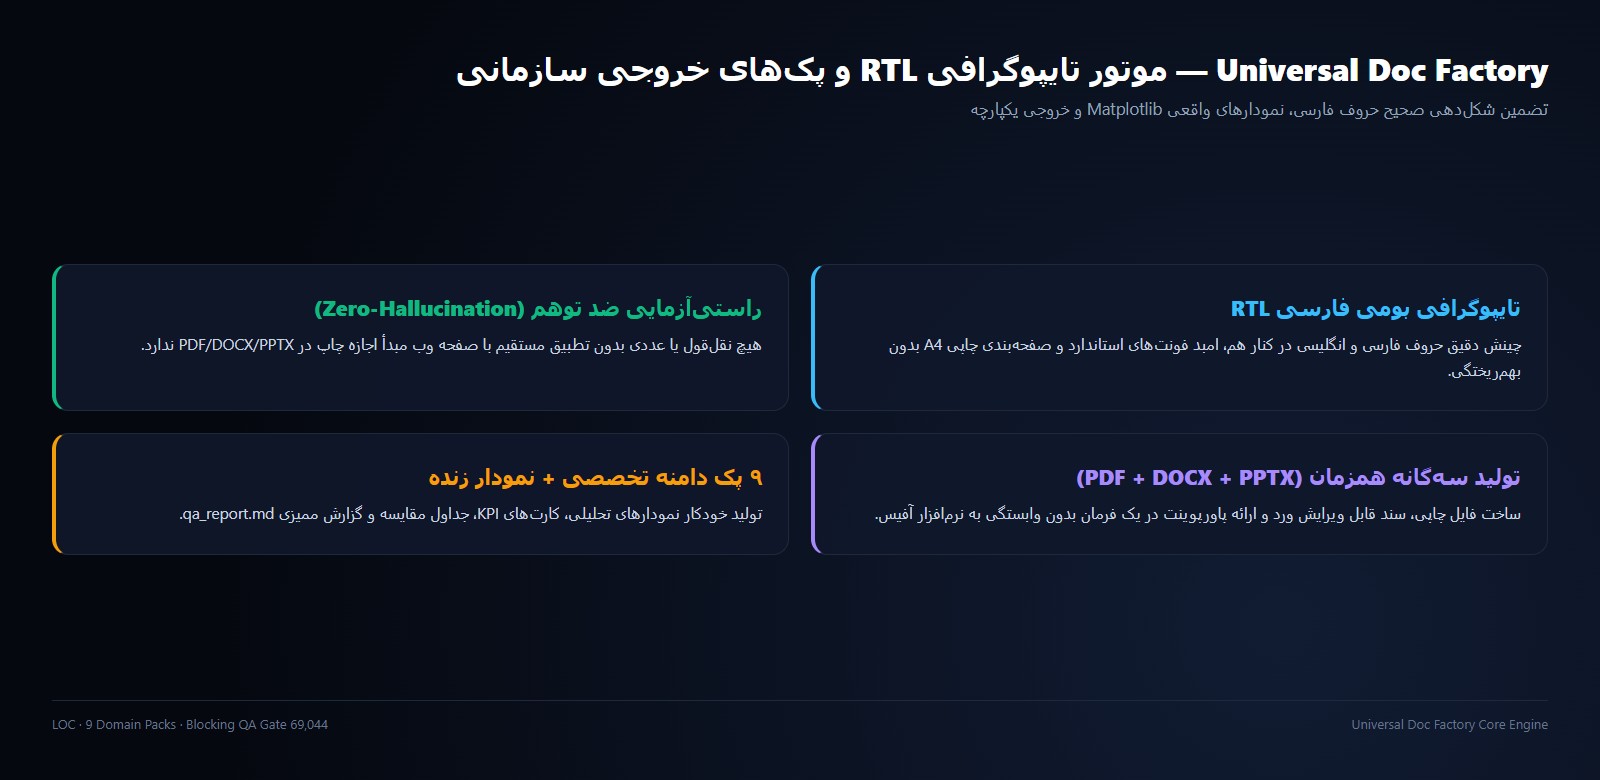 Universal Doc Factory — موتور تایپوگرافی RTL و پک‌های خروجی سازمانی
تضمین شکل‌دهی صحیح حروف فارسی، نمودارهای واقعی Matplotlib و خروجی یکپارچه
تایپوگرافی بومی فارسی RTL
چینش دقیق حروف فارسی و انگلیسی در کنار هم، امبد فونت‌های استاندارد و صفحه‌بندی چاپی A4 بدون
بهم‌ریختگی.
راستی‌آزمایی ضد توهم (Zero-Hallucination)
هیچ نقل‌قول یا عددی بدون تطبیق مستقیم با صفحه وب مبدأ اجازه چاپ در PDF/DOCX/PPTX ندارد.
تولید سه‌گانه همزمان (PDF + DOCX + PPTX)
ساخت فایل چاپی، سند قابل ویرایش ورد و ارائه پاورپوینت در یک فرمان بدون وابستگی به نرم‌افزار آفیس.
۹ پک دامنه تخصصی + نمودار زنده
تولید خودکار نمودارهای تحلیلی، کارت‌های KPI، جداول مقایسه و گزارش ممیزی qa_report.md.
Universal Doc Factory Core Engine
LOC · 9 Domain Packs · Blocking QA Gate 69,044